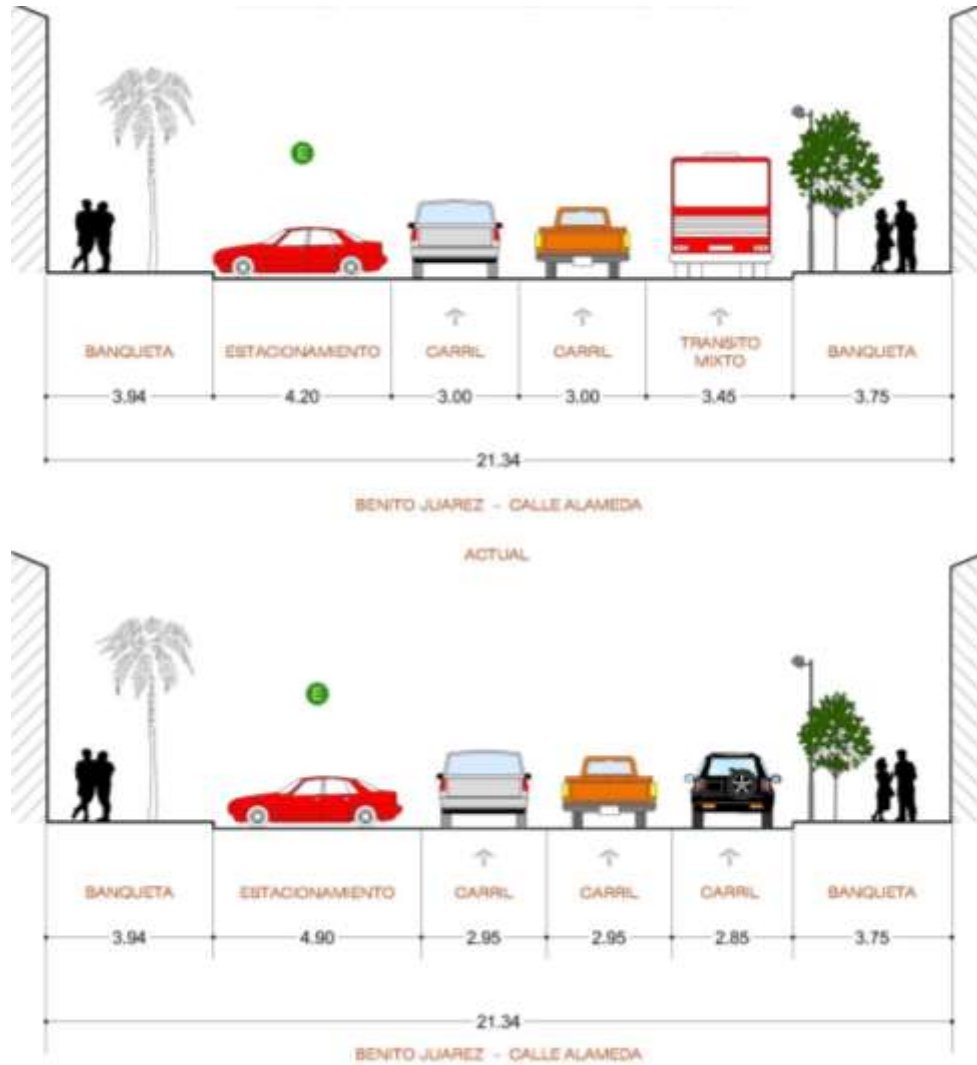 E
BANQUETA ESTACIONAMIENTO CARRIL CARRIL TRANSITO MIXTO BANQUETA
3.94 4.20 3.00 3.00 3.45 3.75
21.34
BENITO JUAREZ - CALLE ALAMEDA
ACTUAL
E
BANQUETA ESTACIONAMIENTO CARRIL CARRIL CARRIL BANQUETA
3.94 4.90 2.95 2.95 2.85 3.75
21.34
BENITO JUAREZ - CALLE ALAMEDA